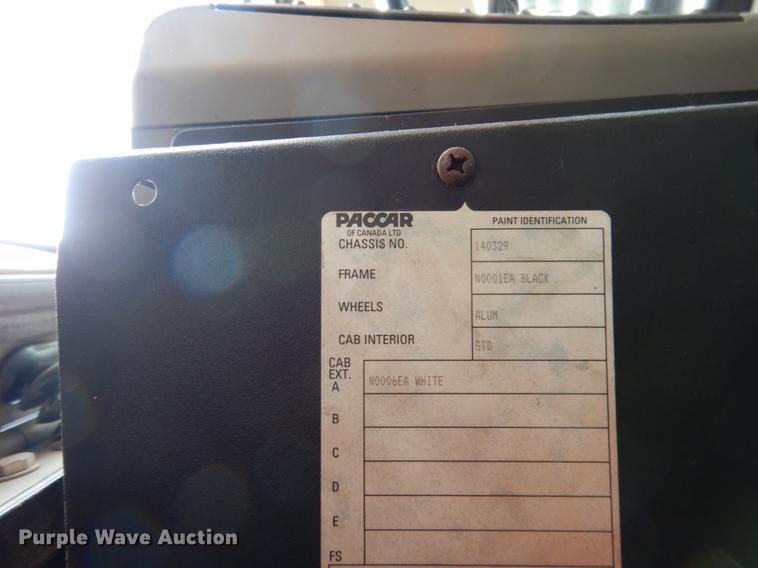 PACCAR PAINT IDENTIFICATION
OF CANADA LTD
CHASSIS NO. 140329
FRAME N0001EA BLACK
WHEELS ALUM
CAB INTERIOR STD
CAB
EXT.
A N0006EA WHITE
B
C
D
E
FS
Purple Wave Auction